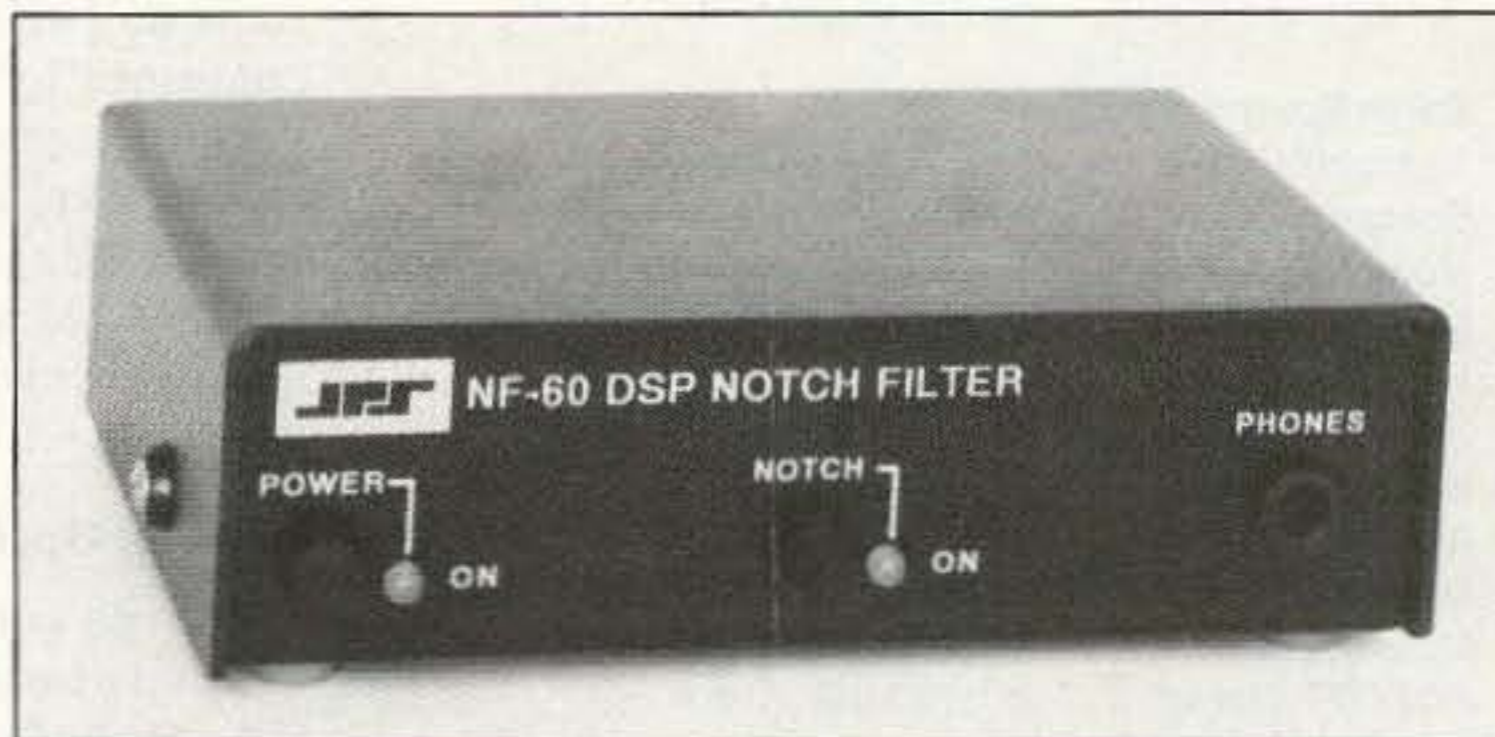 JPS NF-60 DSP NOTCH FILTER
PHONES
POWER
NOTCH
ON
ON